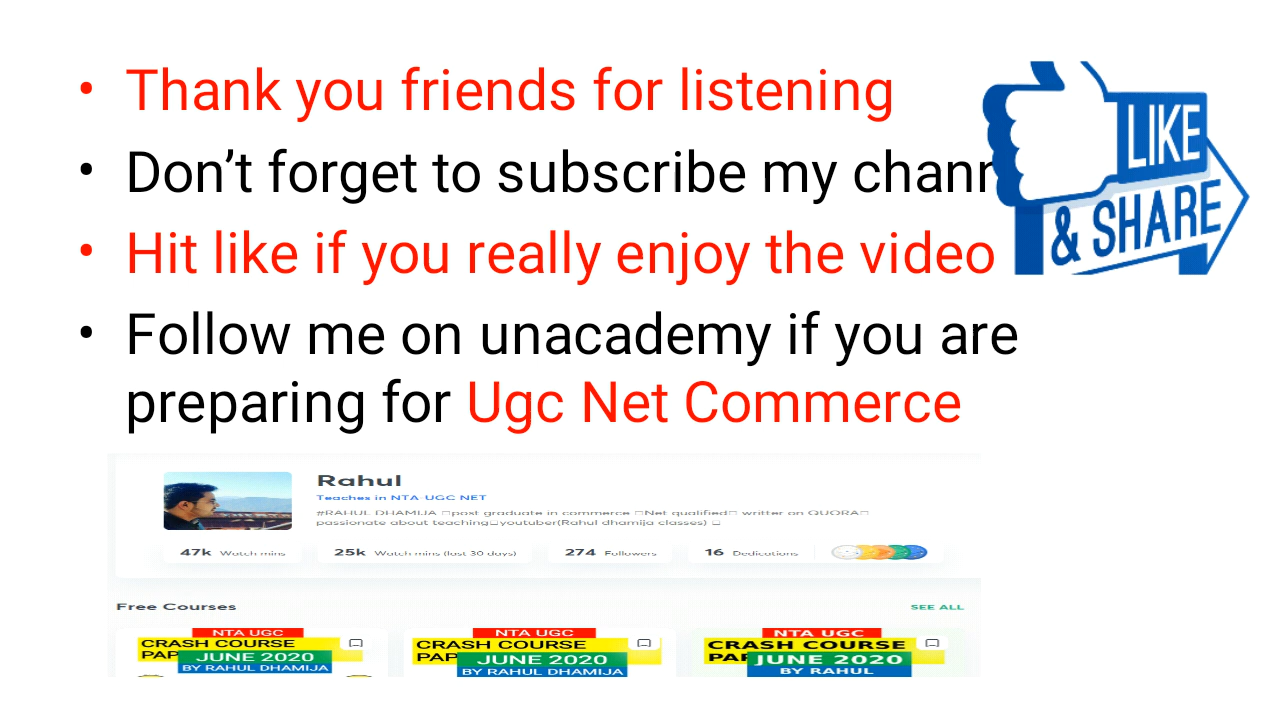 • Thank you friends for listening
• Don’t forget to subscribe my chann
• Hit like if you really enjoy the video
• Follow me on unacademy if you are
preparing for Ugc Net Commerce
LIKE
& SHARE
Rahul
Teaches in NTA-UGC NET
#RAHUL DHAMIJA □post graduate in commerce □Net qualified□ writter on QUORA□
passionate about teaching□youtuber(Rahul dhamija classes) □
47k Watch mins 25k Watch mins (last 30 days) 274 Followers 16 Dedications
Free Courses SEE ALL
NTA UGC
CRASH COURSE
PAP
JUNE 2020
BY RAHUL DHAMIJA
NTA UGC
CRASH COURSE
PAP
JUNE 2020
BY RAHUL DHAMIJA
NTA UGC
CRASH COURSE
PAP
JUNE 2020
BY RAHUL